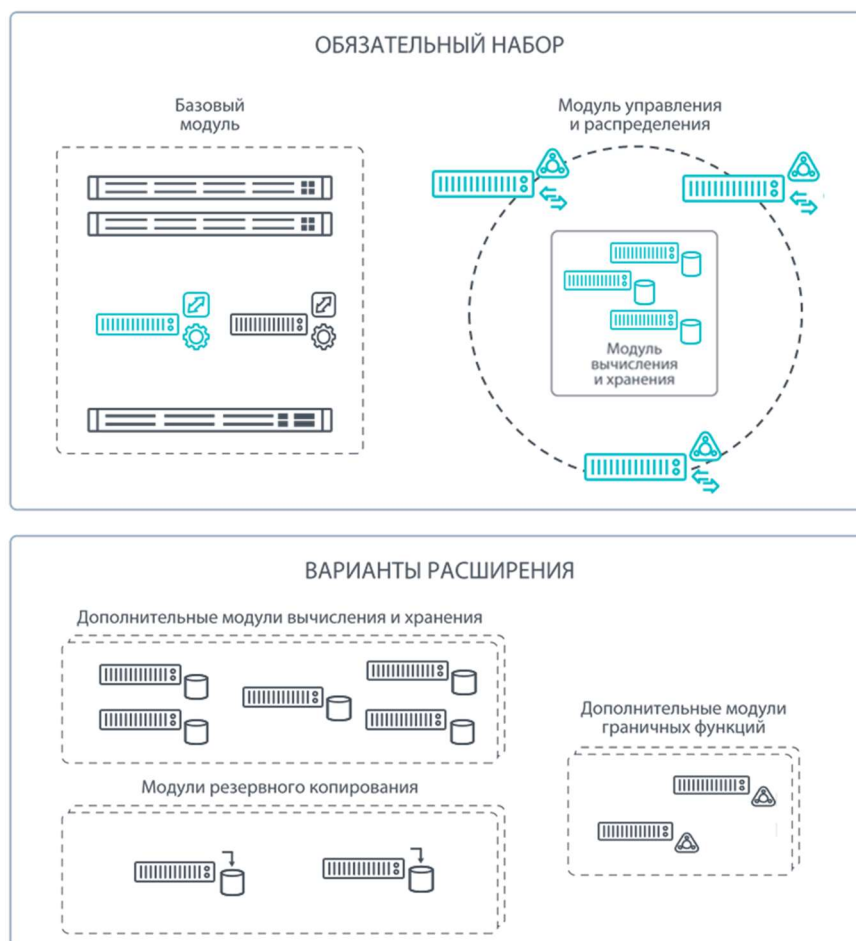 ОБЯЗАТЕЛЬНЫЙ НАБОР
Базовый
модуль
Модуль управления
и распределения
Модуль
вычисления
и хранения
ВАРИАНТЫ РАСШИРЕНИЯ
Дополнительные модули вычисления и хранения
Дополнительные модули
граничных функций
Модули резервного копирования